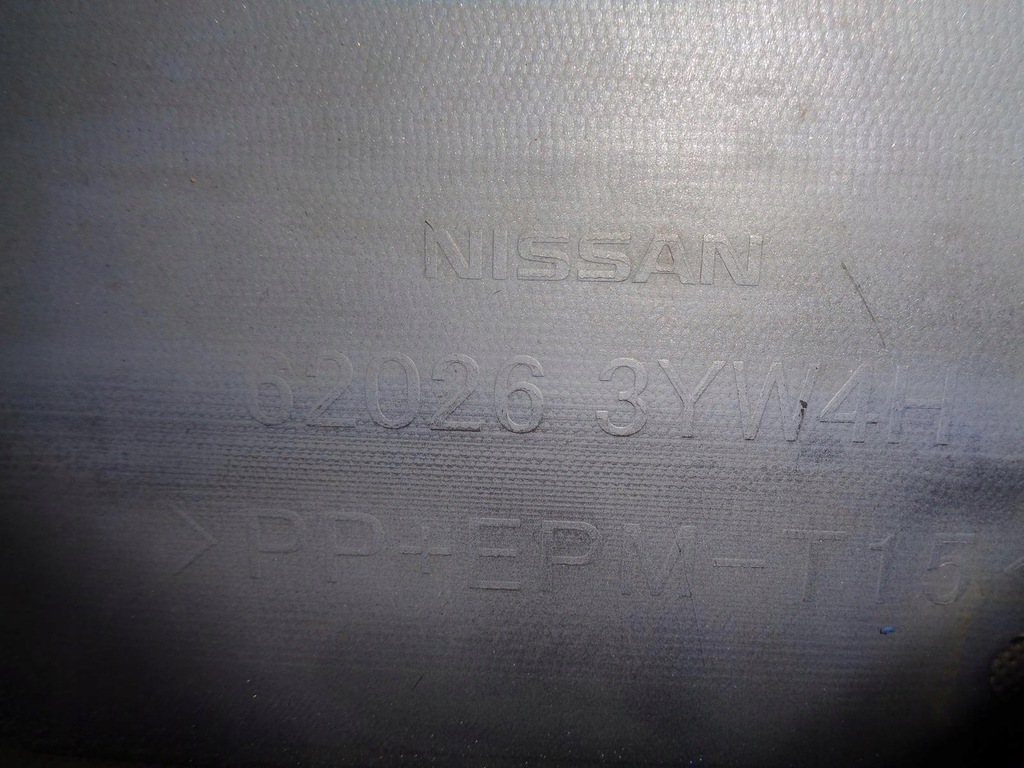 NISSAN
62026 3YW4H
>PP+EPM-T15<